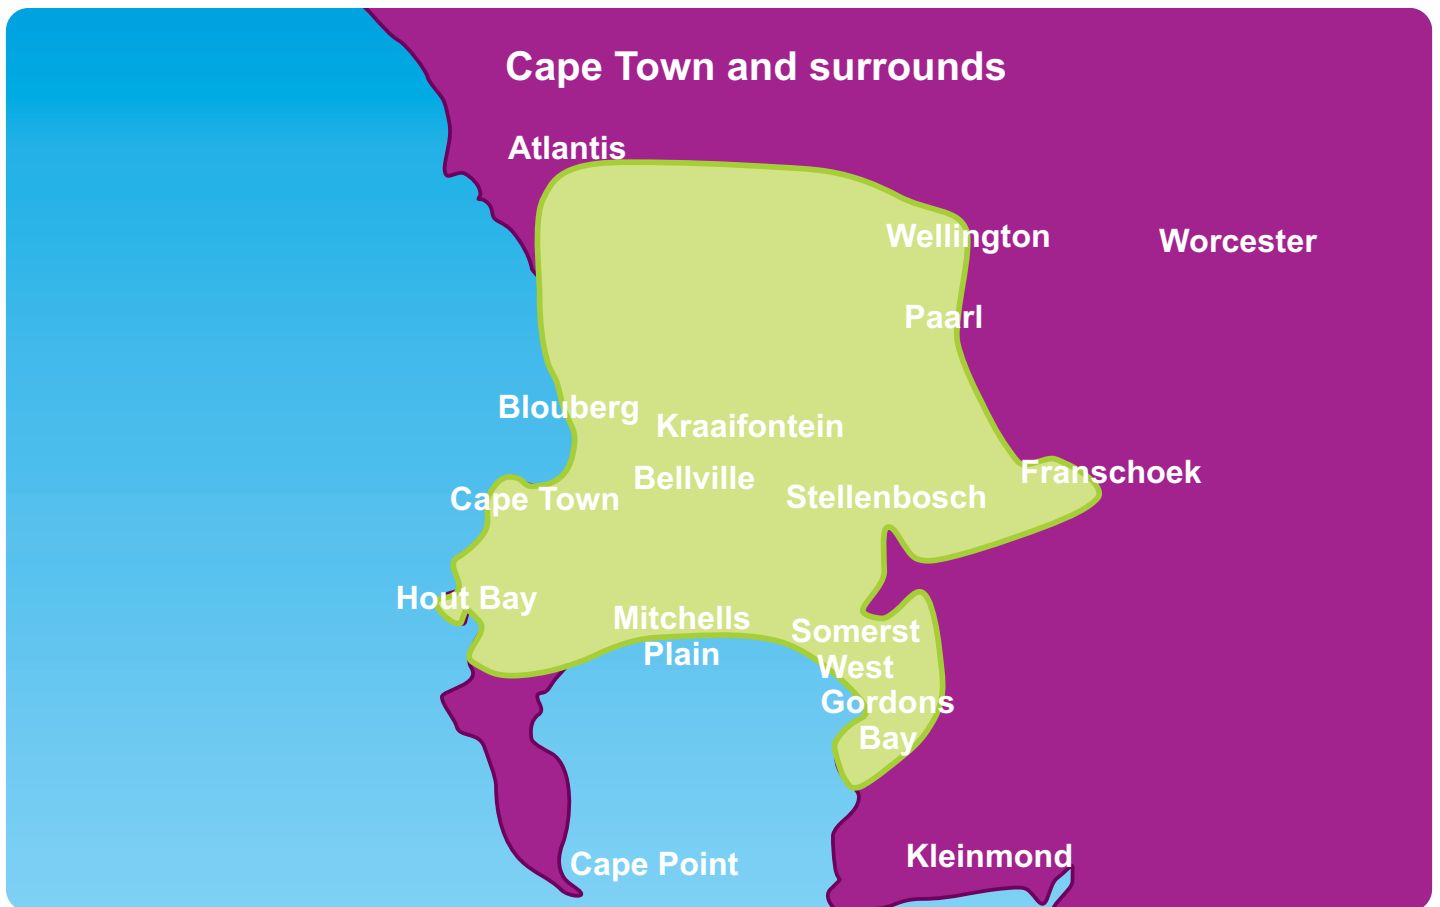 Cape Town and surrounds
Atlantis
Wellington
Worcester
Paarl
Blouberg
Kraaifontein
Franschoek
Bellville
Stellenbosch
Cape Town
Hout Bay
Mitchells
Plain
Somerst
West
Gordons
Bay
Kleinmond
Cape Point